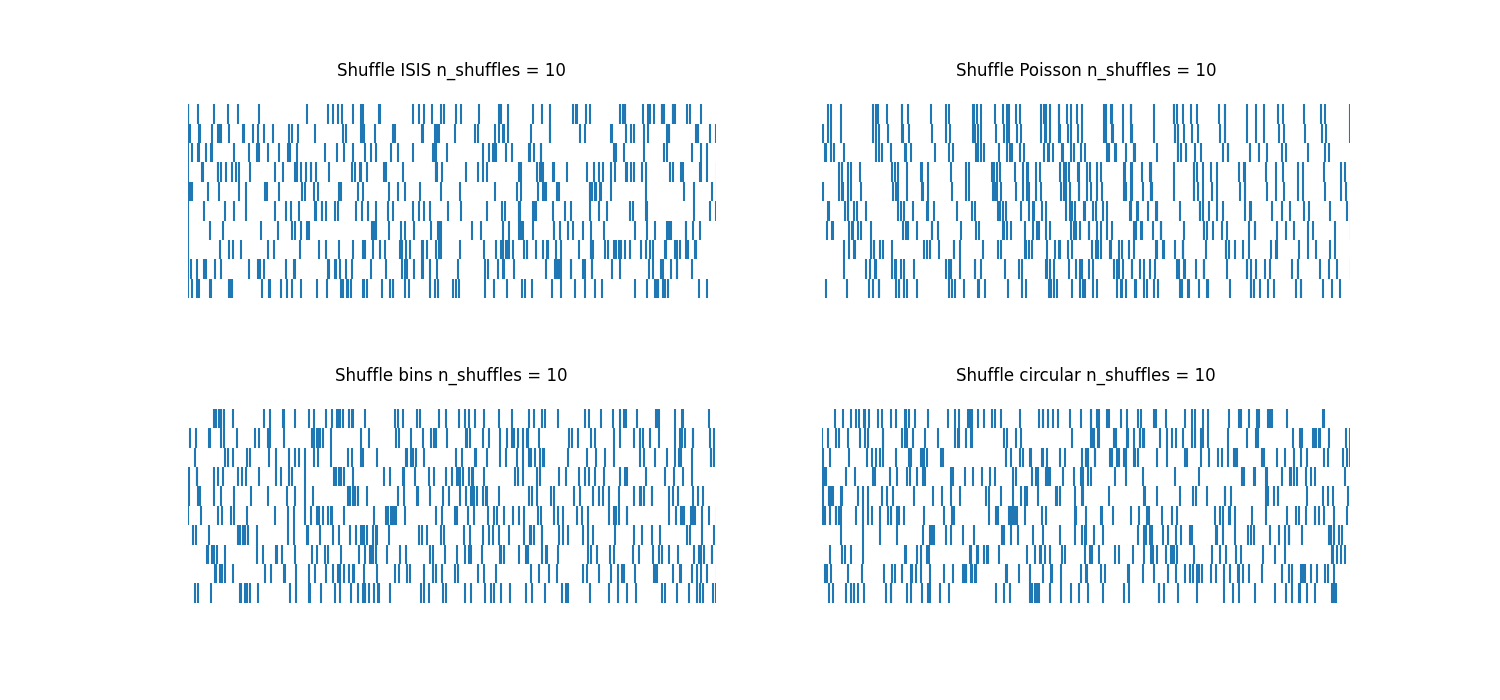 Shuffle ISIS n_shuffles = 10
Shuffle Poisson n_shuffles = 10
Shuffle bins n_shuffles = 10
Shuffle circular n_shuffles = 10